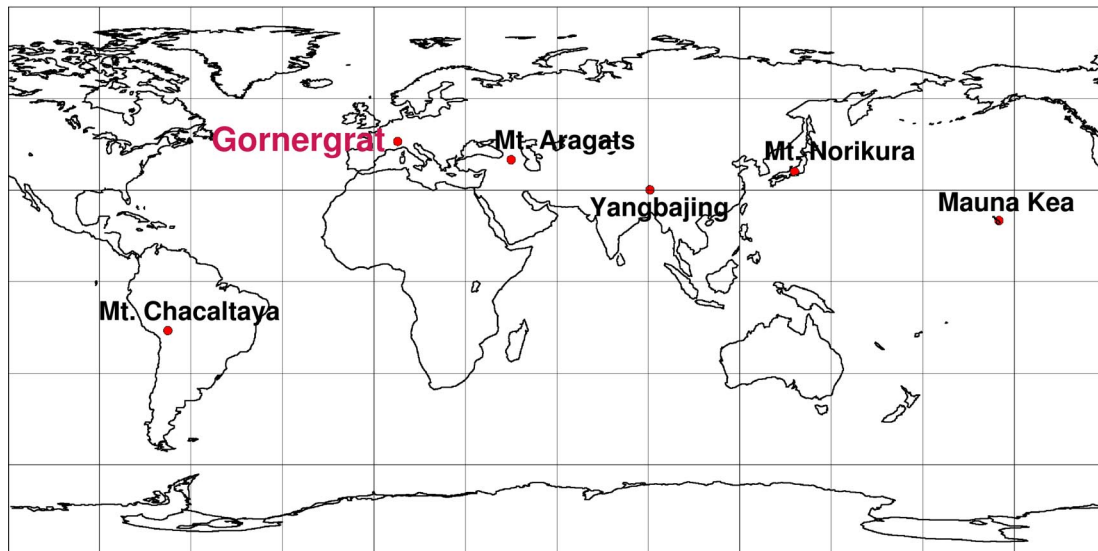 Gornergrat
Mt. Aragats
Mt. Norikura
Yangbajing
Mauna Kea
Mt. Chacaltaya